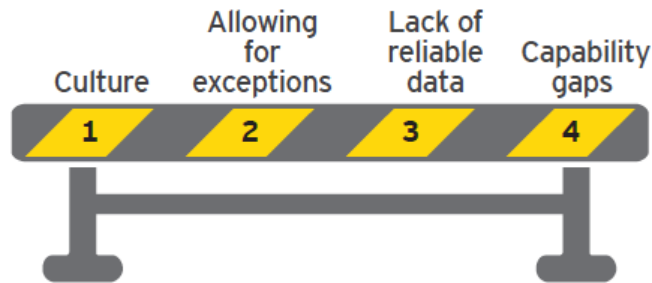 Culture
Allowing
for
exceptions
Lack of
reliable
data
Capability
gaps
1
2
3
4